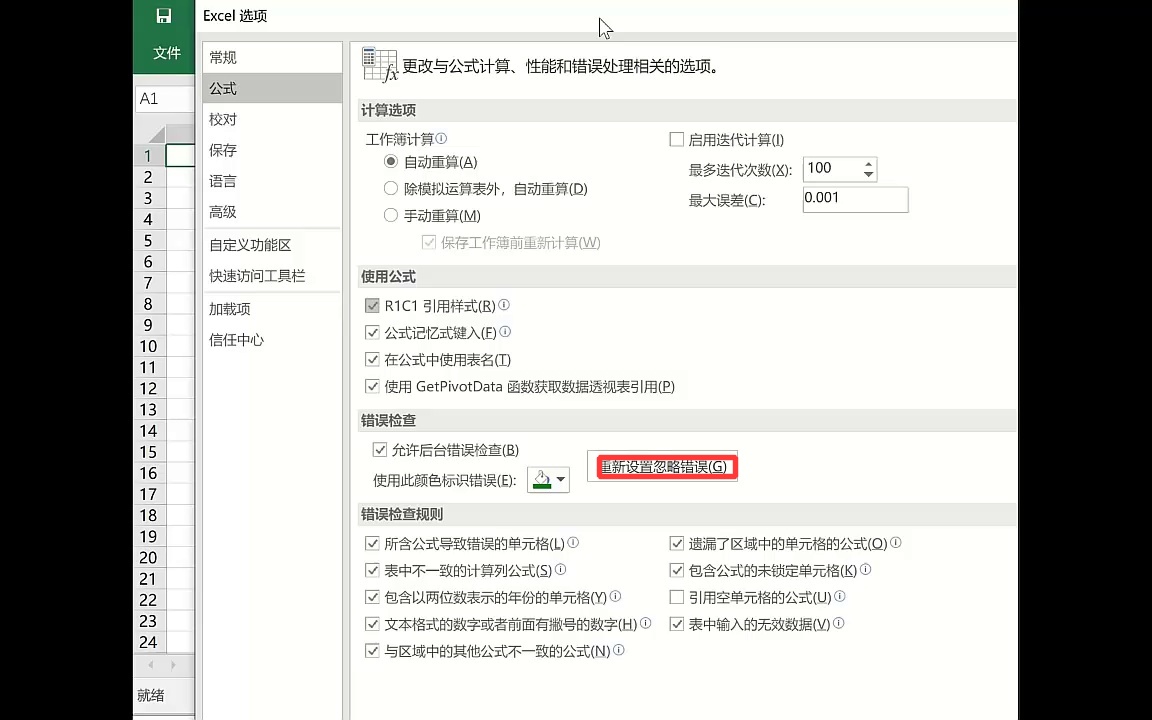 Excel 选项
文件
A1
1
2
3
4
5
6
7
8
9
10
11
12
13
14
15
16
17
18
19
20
21
22
23
24
就绪
常规
公式
校对
保存
语言
高级
自定义功能区
快速访问工具栏
加载项
信任中心
fx 更改与公式计算、性能和错误处理相关的选项。
计算选项
工作簿计算
自动重算(A)
除模拟运算表外，自动重算(D)
手动重算(M)
保存工作簿前重新计算(W)
启用迭代计算(I)
最多迭代次数(X): 100
最大误差(C): 0.001
使用公式
R1C1 引用样式(R)
公式记忆式键入(F)
在公式中使用表名(T)
使用 GetPivotData 函数获取数据透视表引用(P)
错误检查
允许后台错误检查(B)
使用此颜色标识错误(E):
重新设置忽略错误(G)
错误检查规则
所含公式导致错误的单元格(L)
表中不一致的计算列公式(S)
包含以两位数表示的年份的单元格(Y)
文本格式的数字或者前面有撇号的数字(H)
与区域中的其他公式不一致的公式(N)
遗漏了区域中的单元格的公式(O)
包含公式的未锁定单元格(K)
引用空单元格的公式(U)
表中输入的无效数据(V)